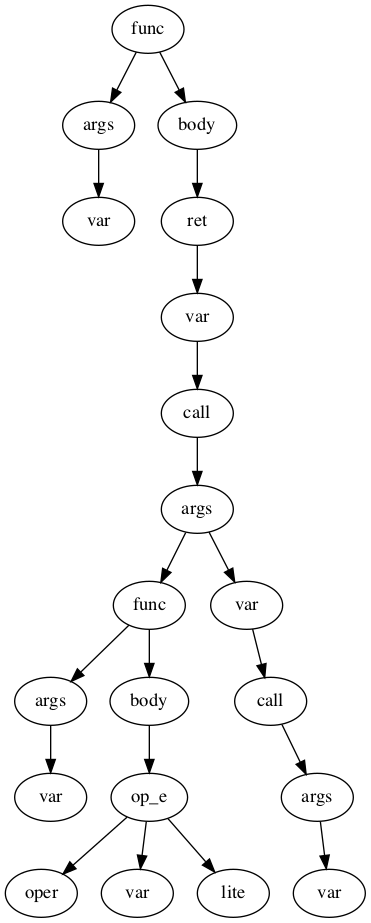 func
args body
var ret
var
call
args
func var
args body call
var op_e args
oper var lite var